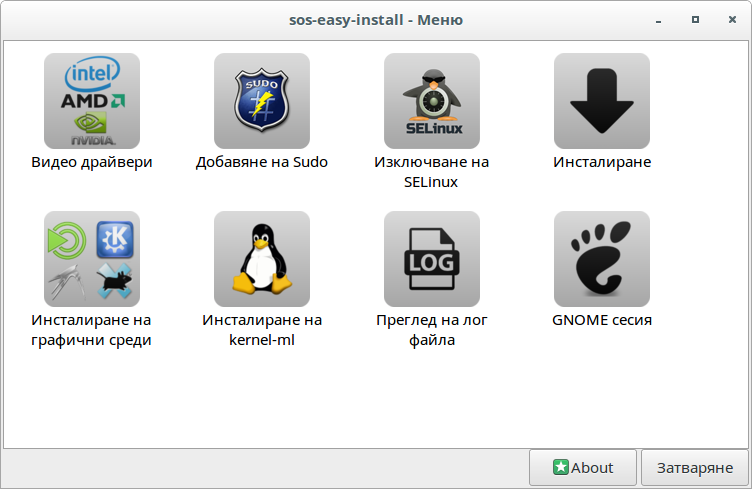 sos-easy-install - Меню
intel
AMD
NVIDIA.
Видео драйвери
SUDO
#
Добавяне на Sudo
SELinux
Изключване на
SELinux
Инсталиране
K
Инсталиране на
графични среди
Инсталиране на
kernel-ml
LOG
Преглед на лог
файла
GNOME сесия
About
Затваряне